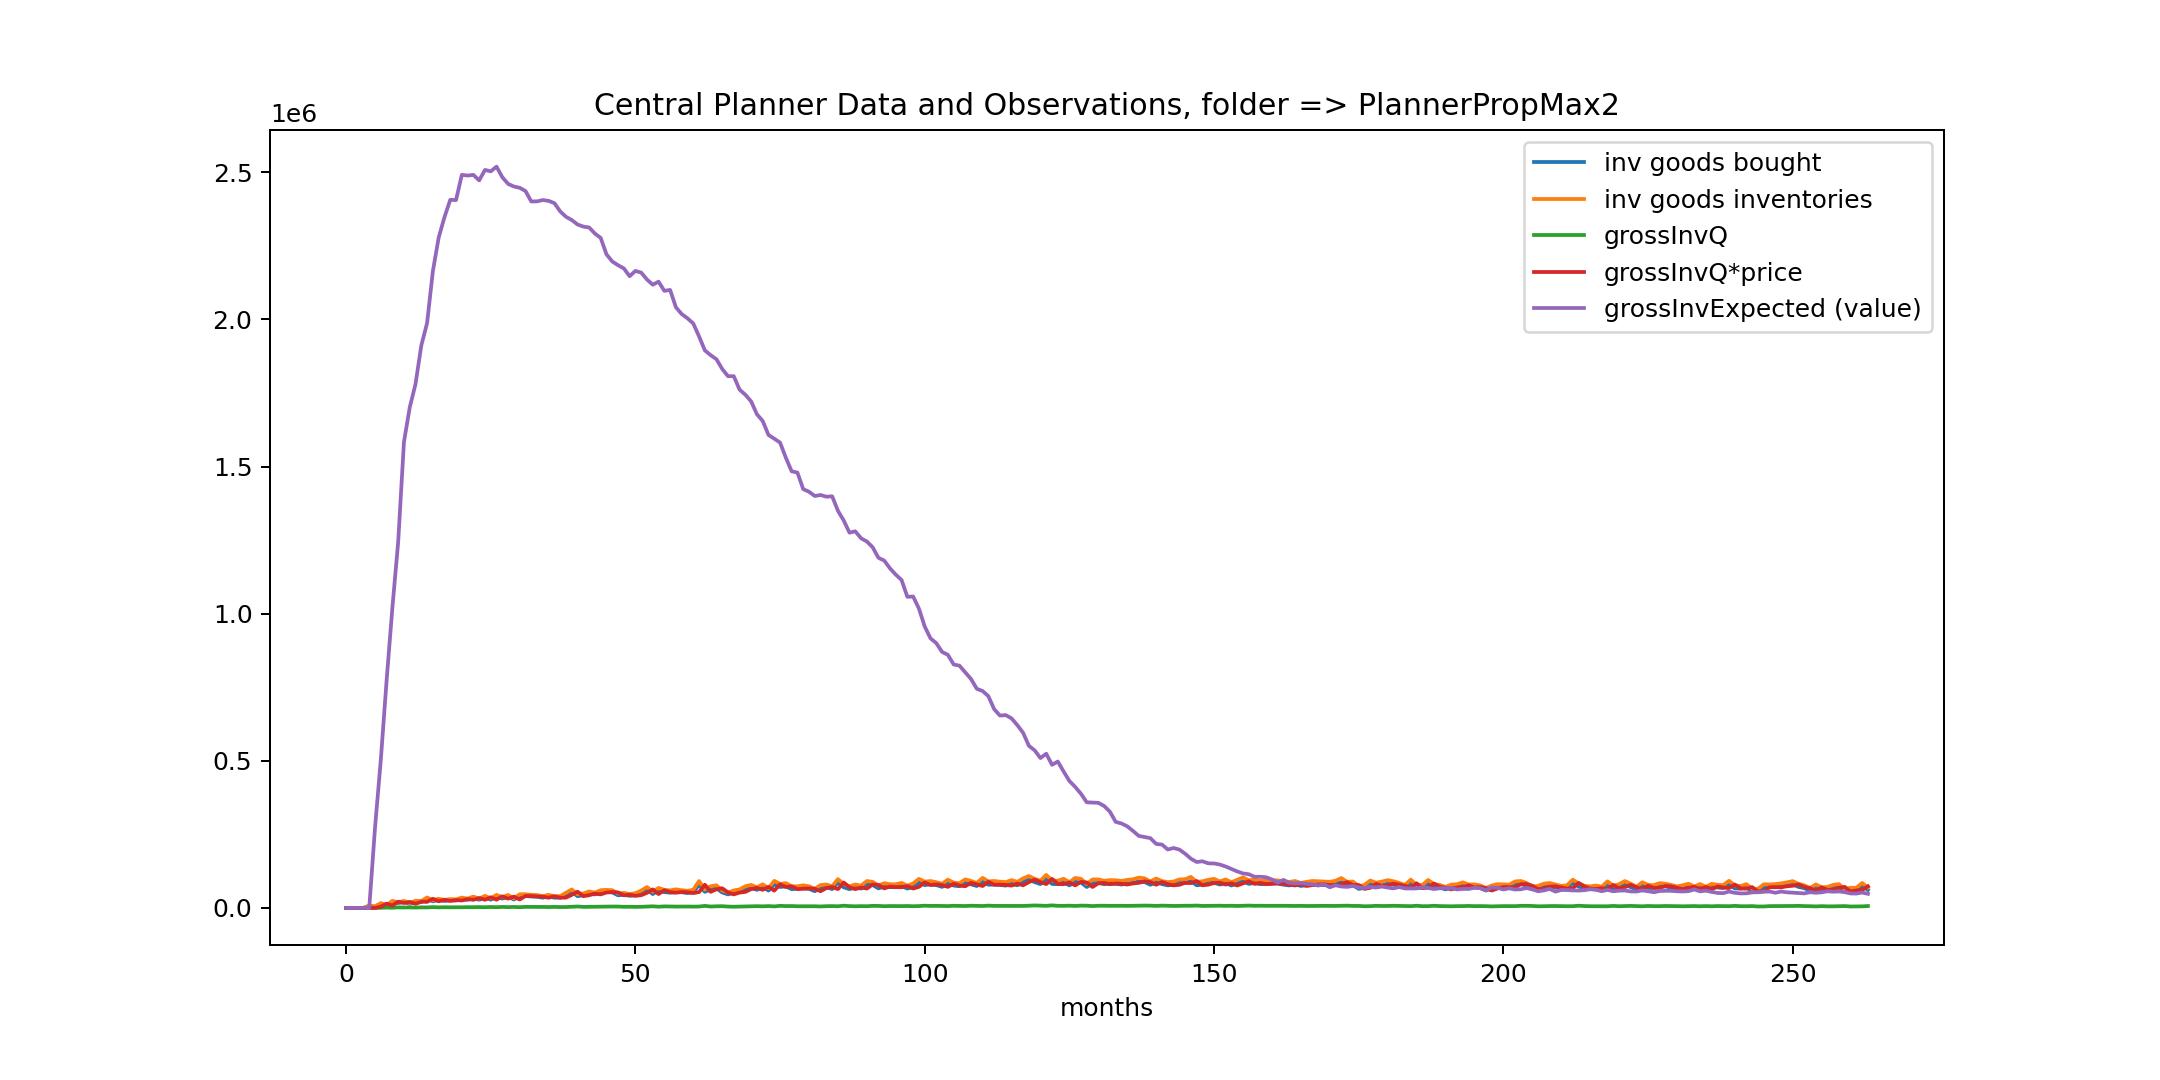 Central Planner Data and Observations, folder => PlannerPropMax2
1e6
2.5
2.0
1.5
1.0
0.5
0.0
inv goods bought
inv goods inventories
grossInvQ
grossInvQ*price
grossInvExpected (value)
0 50 100 150 200 250
months